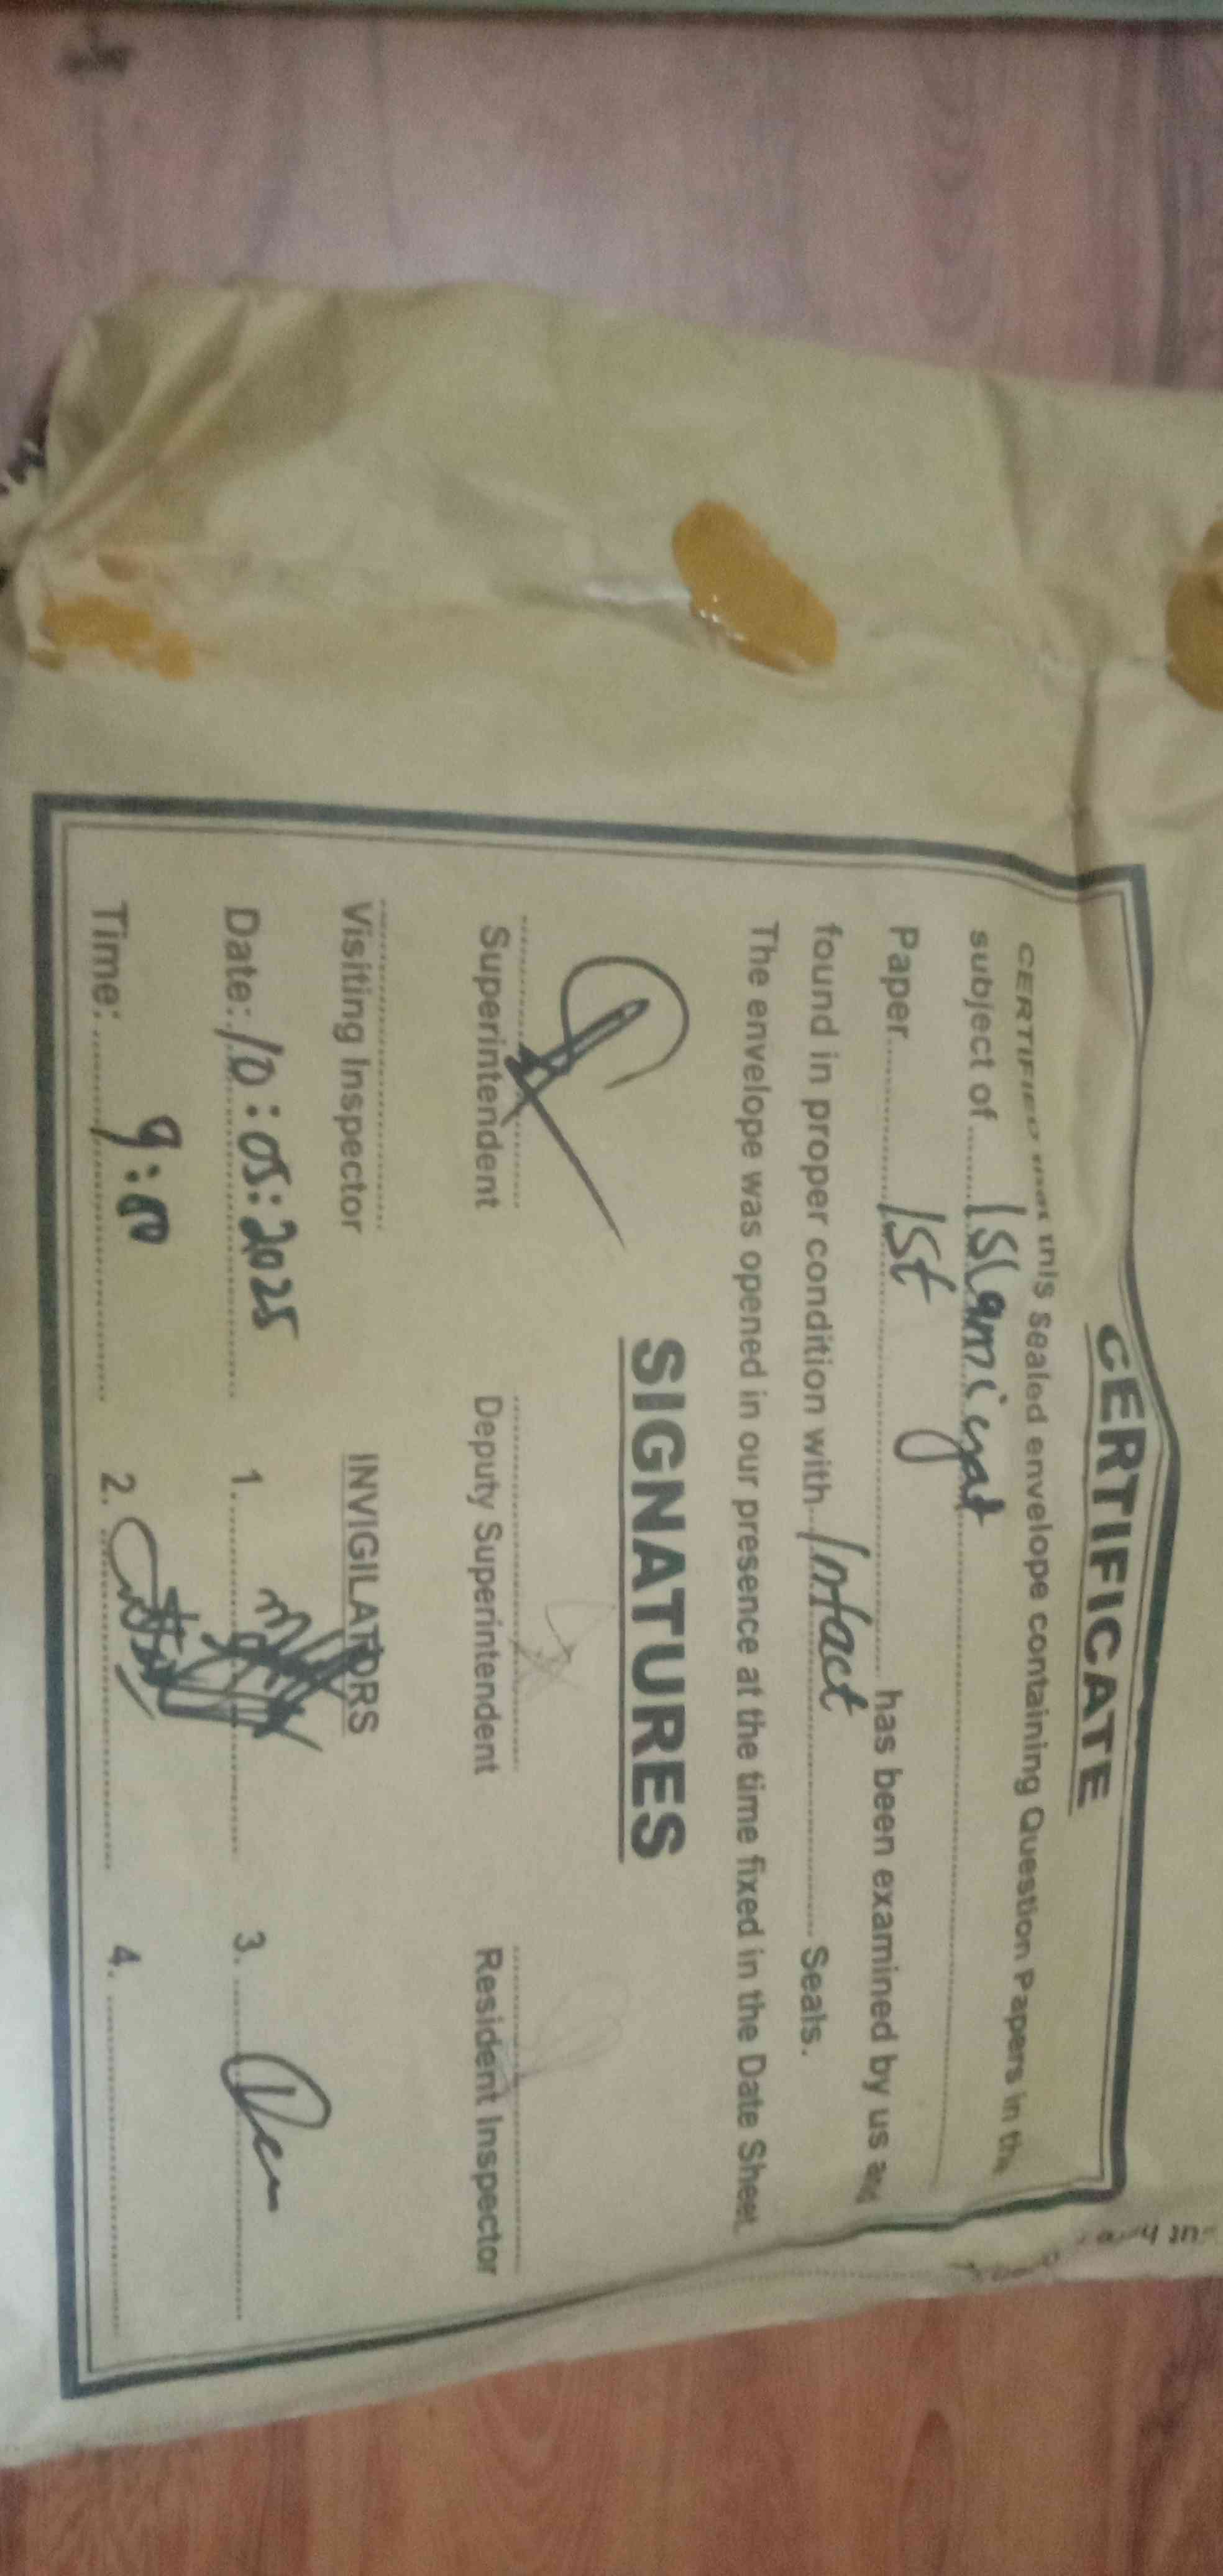 CERTIFICATE
CERTIFIED that this sealed envelope containing Question Papers in the
subject of Islamiyat
Paper 1st has been examined by us and
found in proper condition with Intact Seals.
The envelope was opened in our presence at the time fixed in the Date Sheet.
SIGNATURES
Superintendent Deputy Superintendent Resident Inspector
Visiting Inspector INVIGILATORS
Date: 10:05:2025 1. 3.
Time: 9:00 2. 4.